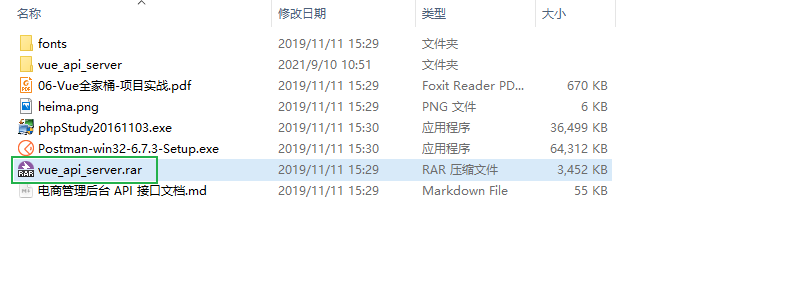 名称 修改日期 类型 大小
fonts 2019/11/11 15:29 文件夹
vue_api_server 2021/9/10 10:51 文件夹
06-Vue全家桶-项目实战.pdf 2019/11/11 15:29 Foxit Reader PD... 670 KB
heima.png 2019/11/11 15:29 PNG 文件 6 KB
phpStudy20161103.exe 2019/11/11 15:30 应用程序 36,499 KB
Postman-win32-6.7.3-Setup.exe 2019/11/11 15:30 应用程序 64,312 KB
RAR vue_api_server.rar 2019/11/11 15:29 RAR 压缩文件 3,452 KB
电商管理后台 API 接口文档.md 2019/11/11 15:29 Markdown File 55 KB